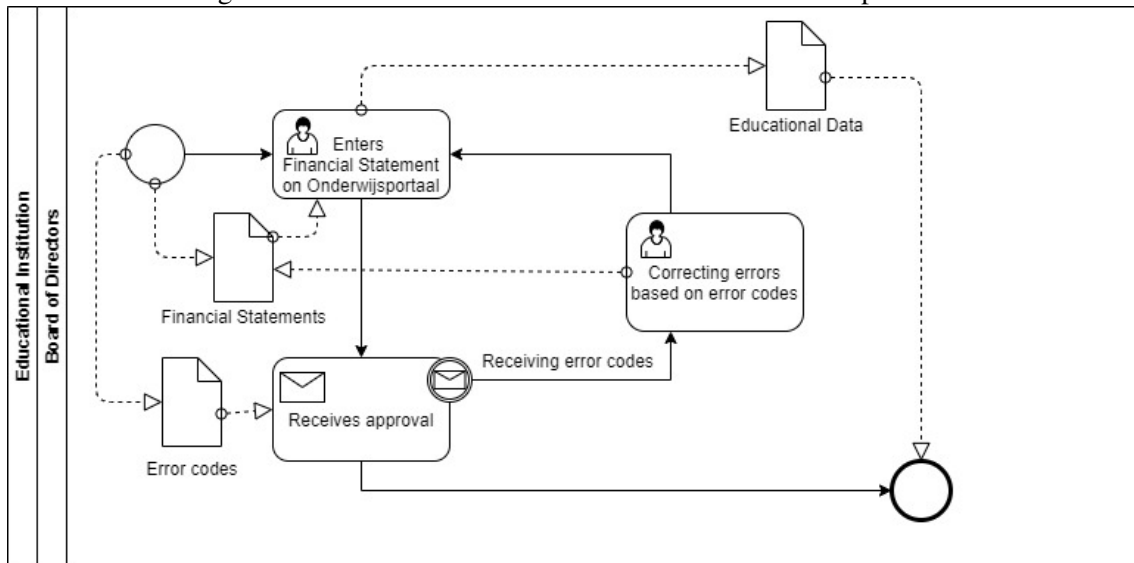 Educational Institution
Board of Directors
Educational Data
Enters
Financial Statement
on Onderwijsportaal
Correcting errors
based on error codes
Financial Statements
Receiving error codes
Receives approval
Error codes